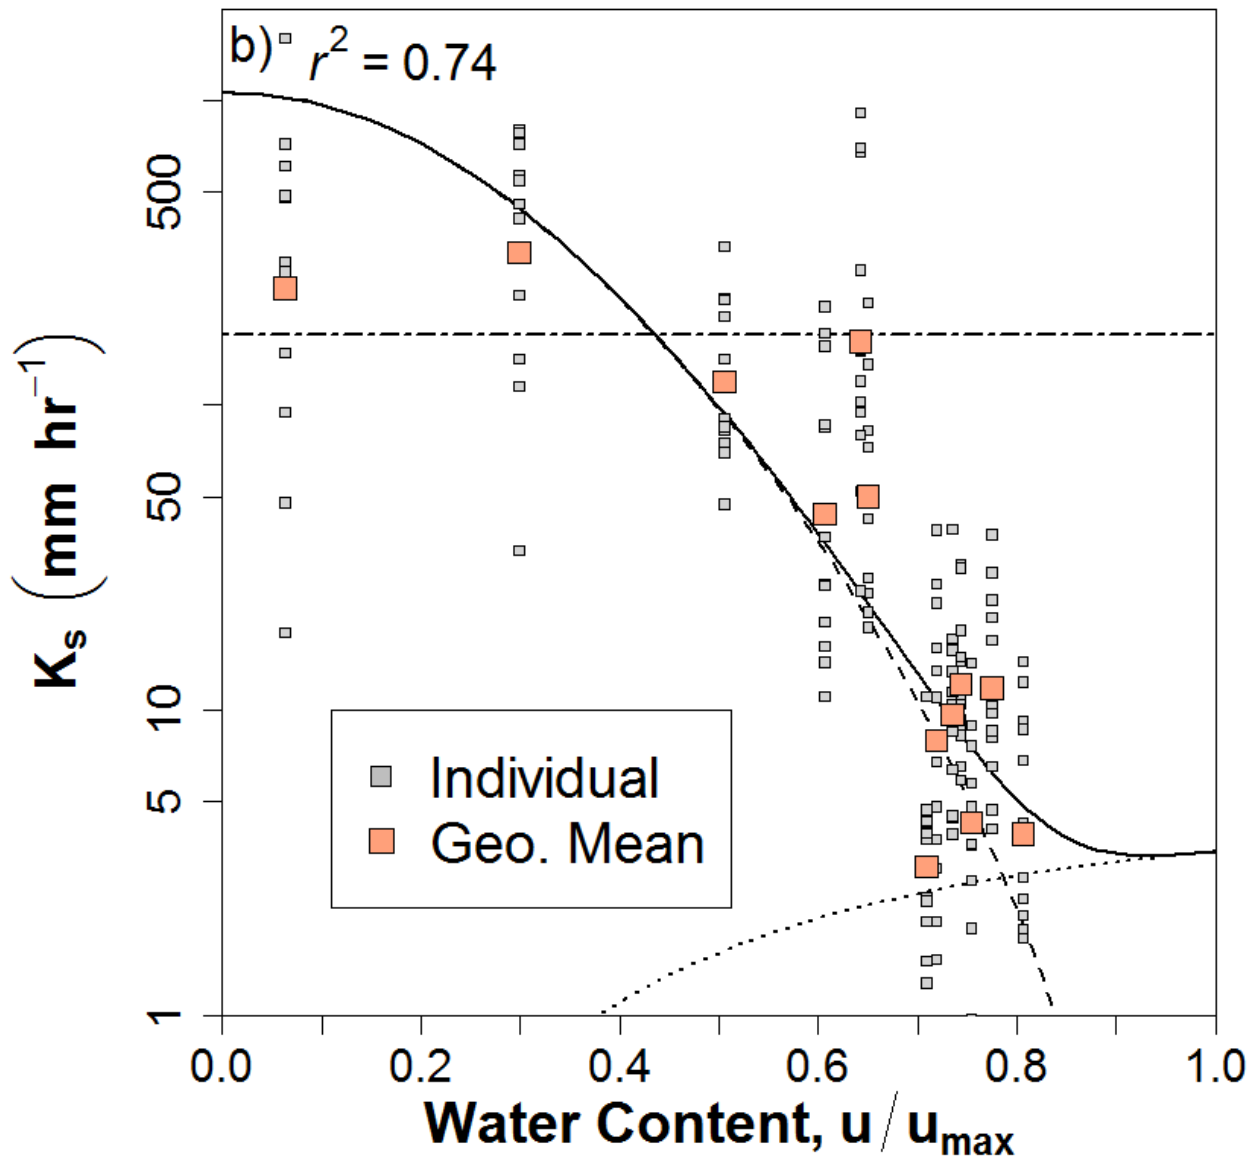 b) r² = 0.74
500
50
10
5
1
Kₛ (mm hr⁻¹)
Individual
Geo. Mean
0.0 0.2 0.4 0.6 0.8 1.0
Water Content, u / uₘₐₓ